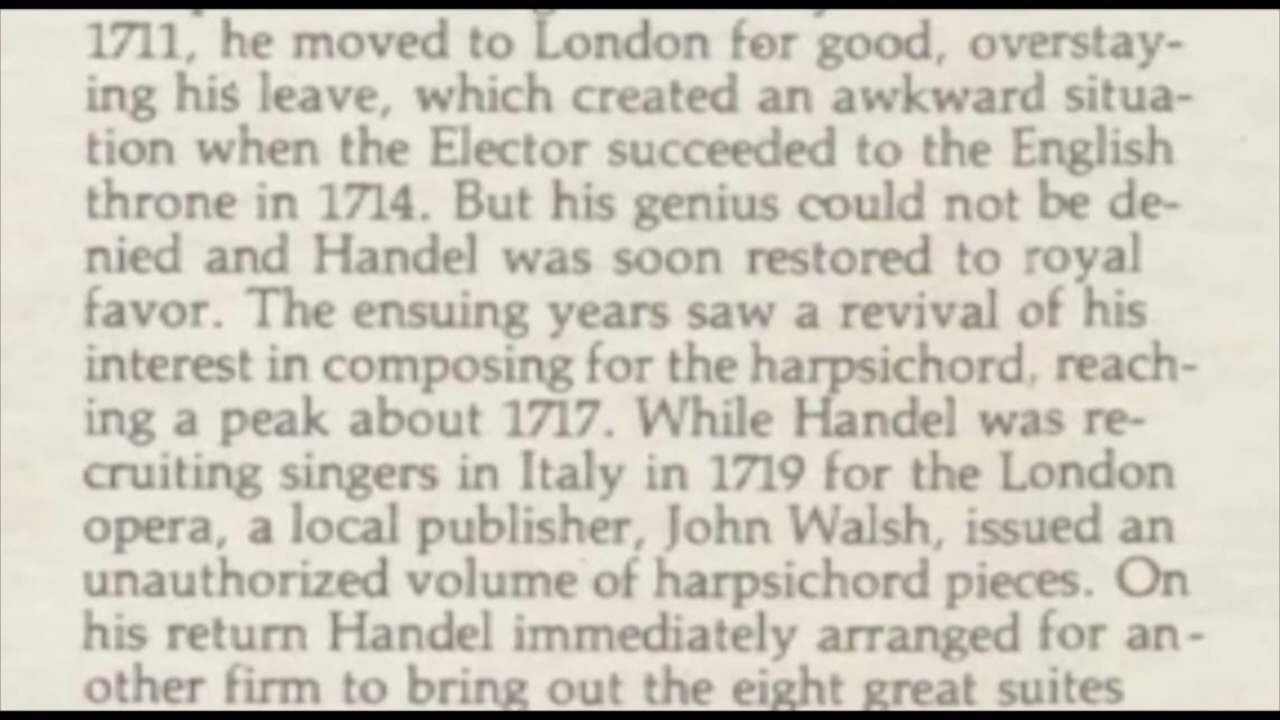 1711, he moved to London for good, overstay-
ing his leave, which created an awkward situa-
tion when the Elector succeeded to the English
throne in 1714. But his genius could not be de-
nied and Handel was soon restored to royal
favor. The ensuing years saw a revival of his
interest in composing for the harpsichord, reach-
ing a peak about 1717. While Handel was re-
cruiting singers in Italy in 1719 for the London
opera, a local publisher, John Walsh, issued an
unauthorized volume of harpsichord pieces. On
his return Handel immediately arranged for an-
other firm to bring out the eight great suites